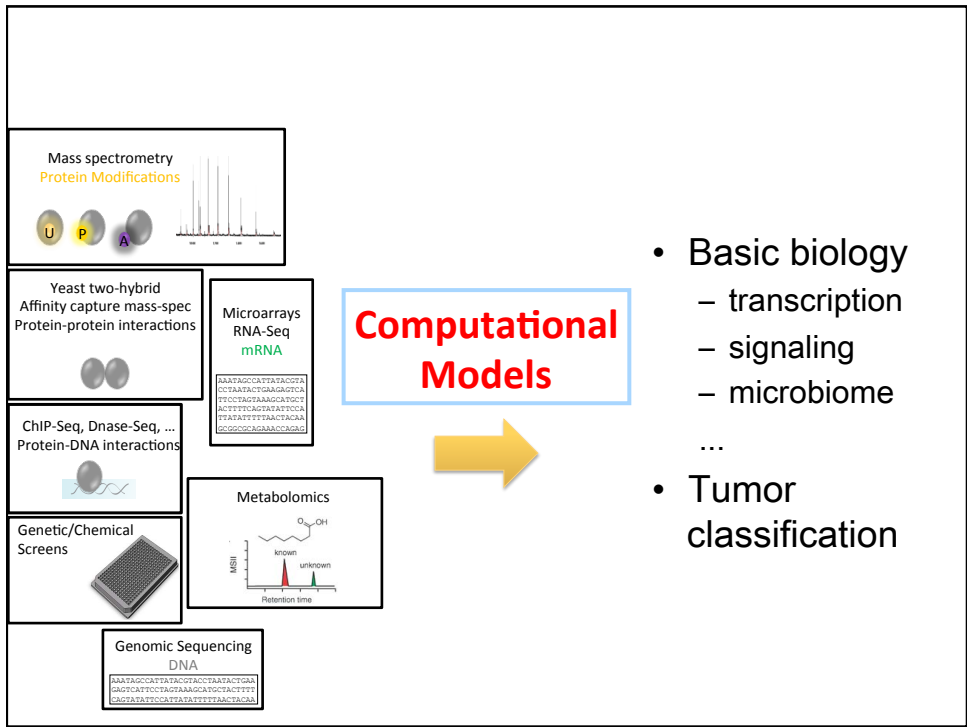 Mass spectrometry
Protein Modifications
U
P
A
Yeast two-hybrid
Affinity capture mass-spec
Protein-protein interactions
Microarrays
RNA-Seq
mRNA
AAATAGCCATTATACGTA
CCTAATACTGAAGAGTCA
TTCCTAGTAAAGCATGCT
ACTTTTCAGTATATTCCA
TTATATTTTTAACTACAA
GCGGCGCAGAAACCAGAG
ChIP-Seq, Dnase-Seq, ...
Protein-DNA interactions
Genetic/Chemical
Screens
Metabolomics
O
OH
known
unknown
MSII
Retention time
Genomic Sequencing
DNA
AAATAGCCATTATACGTACCTAATACTGAA
GAGTCATTCCTAGTAAAGCATGCTACTTTT
CAGTATATTCCATTATATTTTTAACTACAA
Computational
Models
• Basic biology
– transcription
– signaling
– microbiome
...
• Tumor
classification